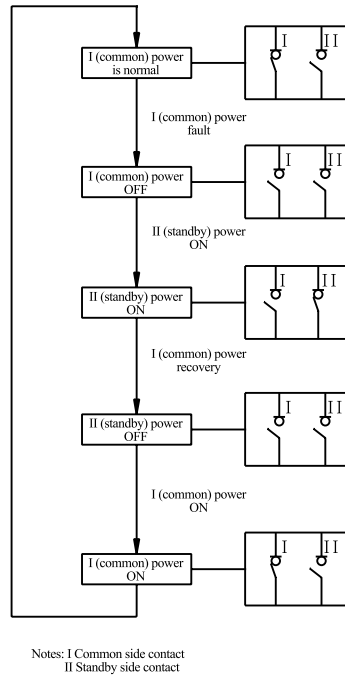 I (common) power
is normal
I II
I (common) power
fault
I (common) power
OFF
I II
II (standby) power
ON
II (standby) power
ON
I II
I (common) power
recovery
II (standby) power
OFF
I II
I (common) power
ON
I (common) power
ON
I II
Notes: I Common side contact
II Standby side contact